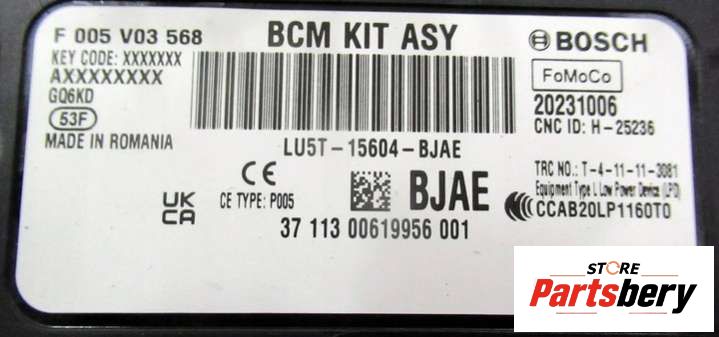 F 005 V03 568
BCM KIT ASY
BOSCH
KEY CODE: XXXXXXX
AXXXXXXXX
GQ6KD
53F
MADE IN ROMANIA
FoMoCo
20231006
CNC ID: H-25236
LU5T-15604-BJAE
CE
CE TYPE: P005
UK
CA
BJAE
TRC NO.: T-4-11-11-3081
Equipment Type I, Low Power Device (LPD)
CCAB20LP1160T0
37 113 00619956 001
STORE
Partsbery